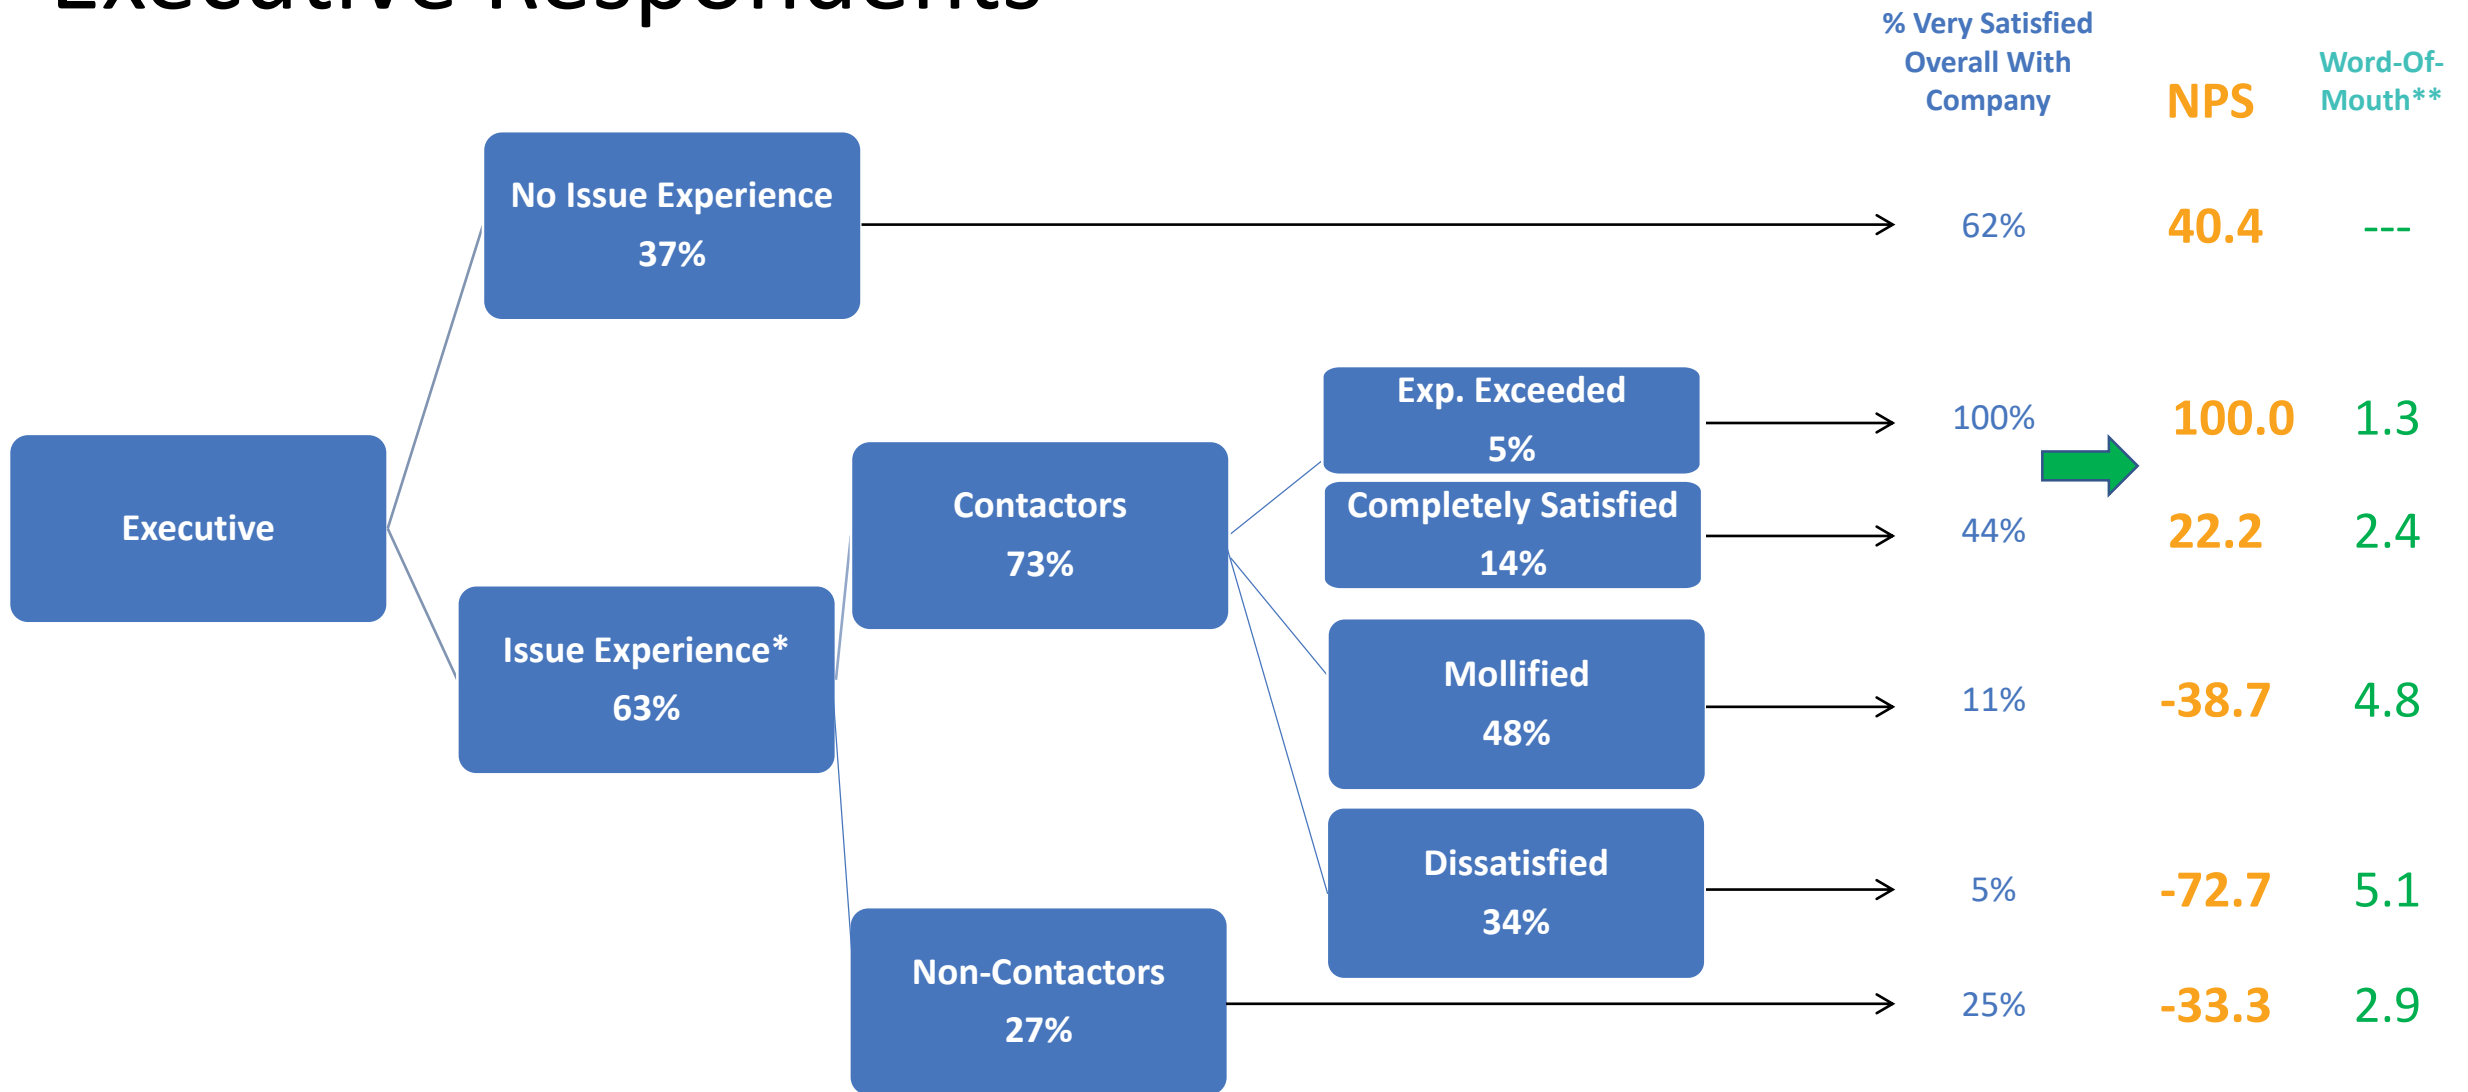 Executive Respondents
% Very Satisfied
Overall With
Company
NPS
Word-Of-
Mouth**
No Issue Experience
37%
62%
40.4
---
Exp. Exceeded
5%
100%
100.0
1.3
Completely Satisfied
14%
44%
22.2
2.4
Executive
Contactors
73%
Issue Experience*
63%
Mollified
48%
11%
-38.7
4.8
Dissatisfied
34%
5%
-72.7
5.1
Non-Contactors
27%
25%
-33.3
2.9